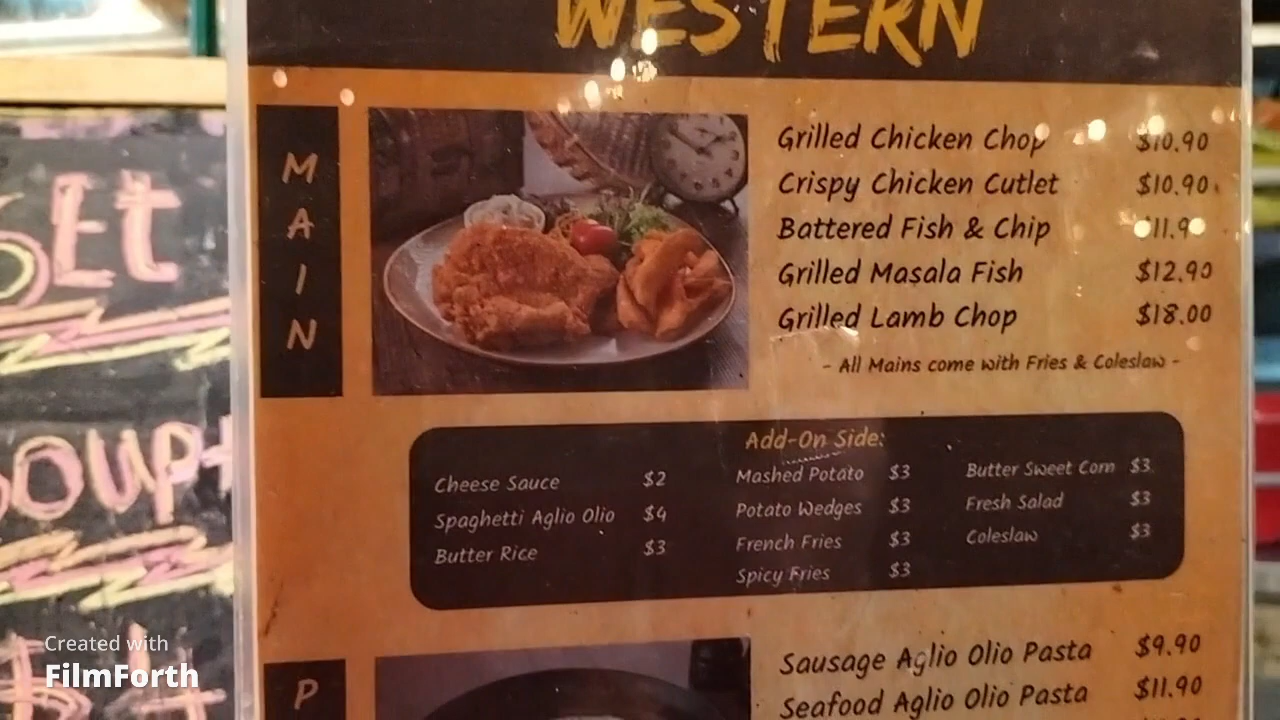 WESTERN
MAIN
Grilled Chicken Chop $10.90
Crispy Chicken Cutlet $10.90
Battered Fish & Chip
Grilled Masala Fish $12.90
Grilled Lamb Chop $18.00
- All Mains come with Fries & Coleslaw -
Add-On Side:
Cheese Sauce $2
Spaghetti Aglio Olio $4
Butter Rice $3
Mashed Potato $3
Potato Wedges $3
French Fries $3
Spicy Fries $3
Butter Sweet Corn $3
Fresh Salad $3
Coleslaw $3
P
Sausage Aglio Olio Pasta $9.90
Seafood Aglio Olio Pasta $11.90
Created with
FilmForth